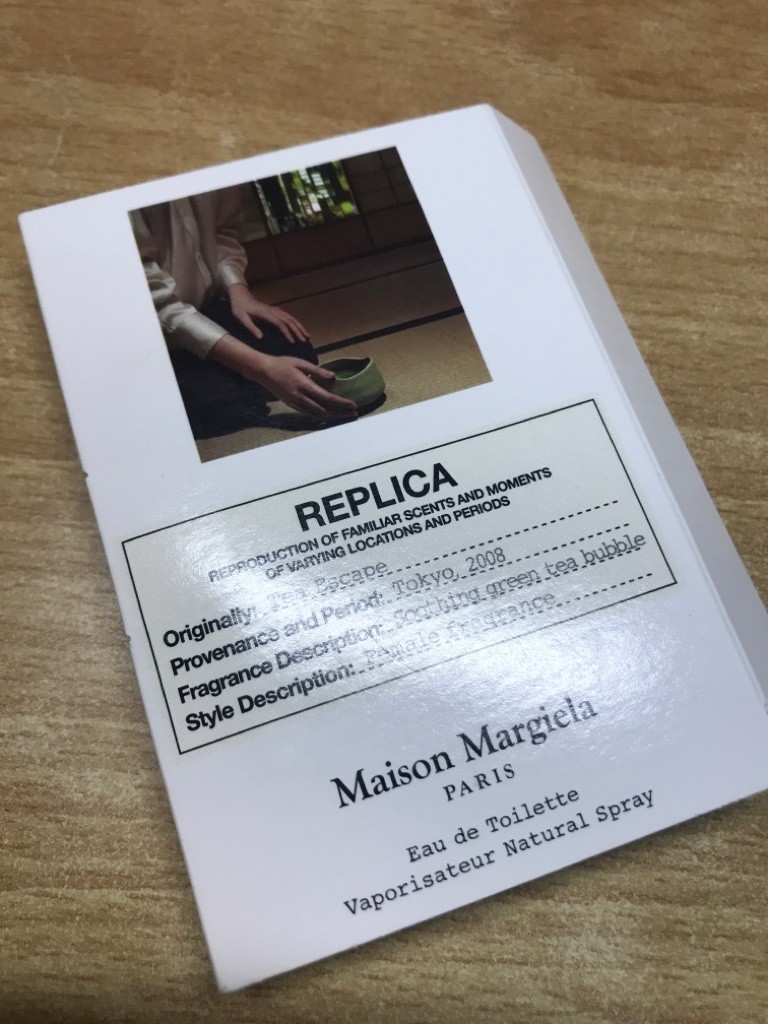 REPLICA
REPRODUCTION OF FAMILIAR SCENTS AND MOMENTS
OF VARYING LOCATIONS AND PERIODS
Originally: Tea Escape
Provenance and Period: Tokyo, 2008
Fragrance Description: Soothing green tea bubble
Style Description: Female fragrance
Maison Margiela
PARIS
Eau de Toilette
Vaporisateur Natural Spray